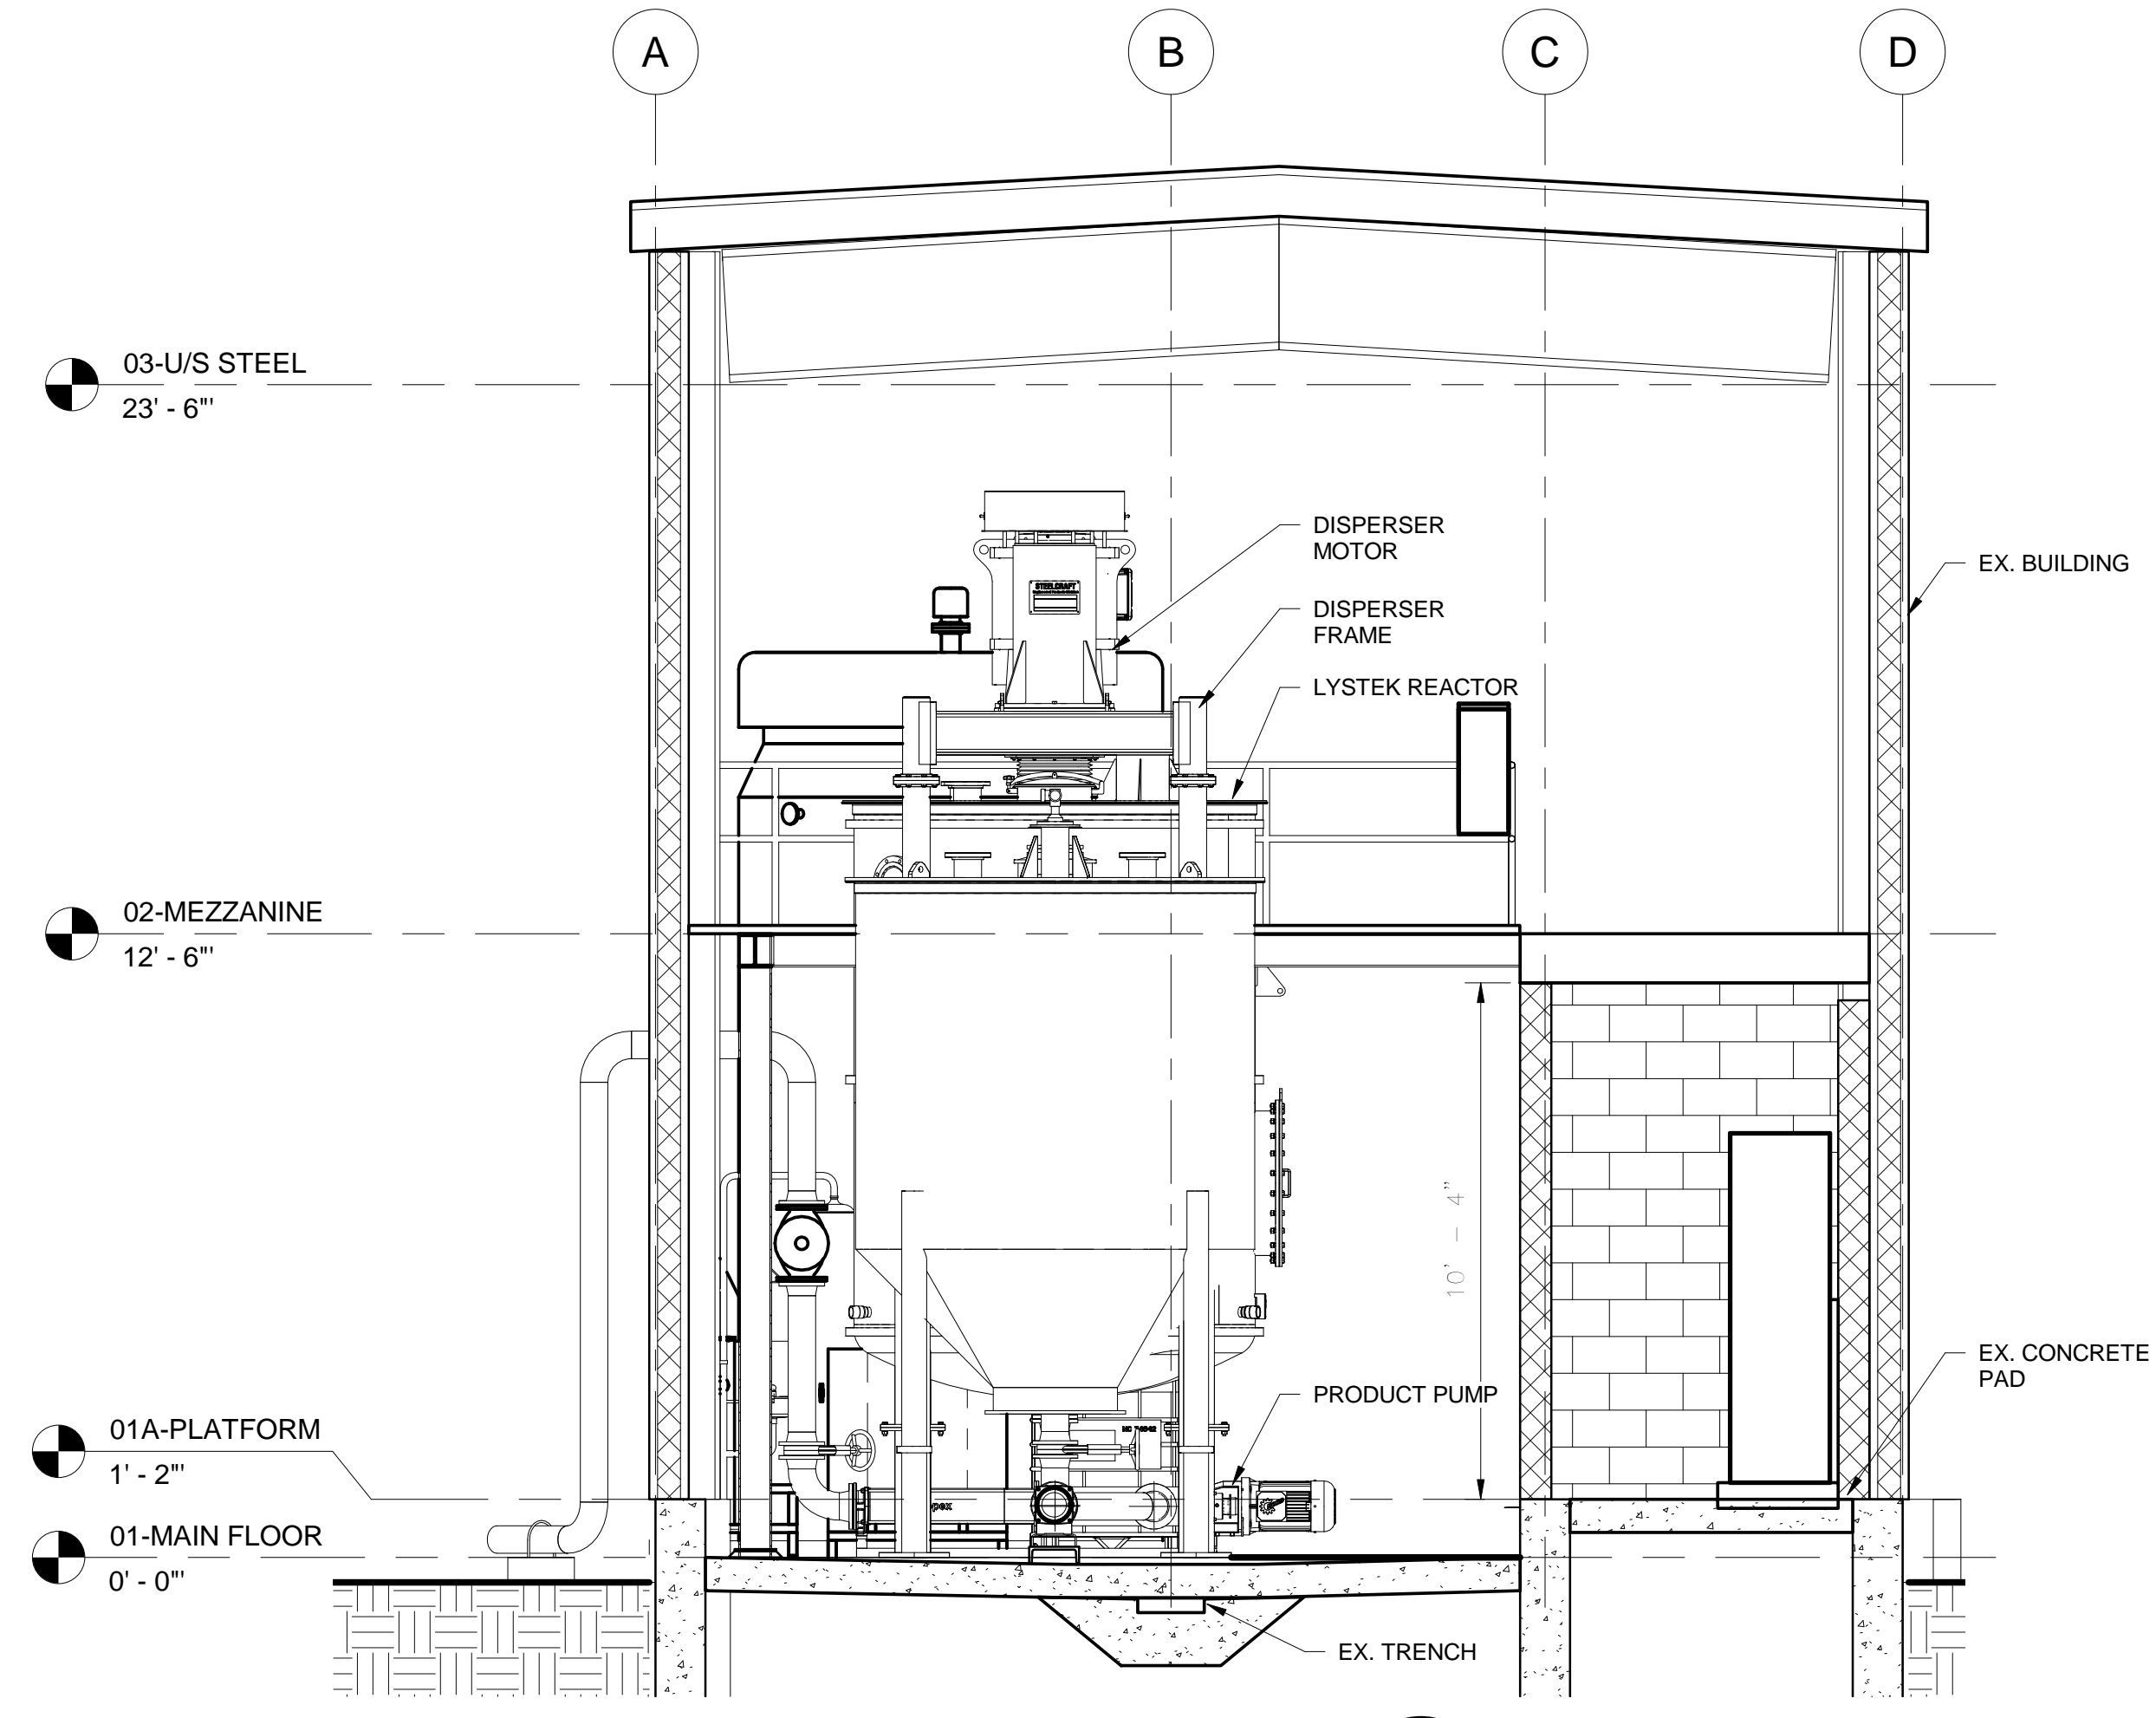 A
B
C
D
03-U/S STEEL
23' - 6"'
DISPERSER
MOTOR
EX. BUILDING
STEELCRAFT
DISPERSER
FRAME
LYSTEK REACTOR
02-MEZZANINE
12' - 6"'
10' - 4"
EX. CONCRETE
PAD
PRODUCT PUMP
01A-PLATFORM
1' - 2"'
01-MAIN FLOOR
0' - 0"'
EX. TRENCH